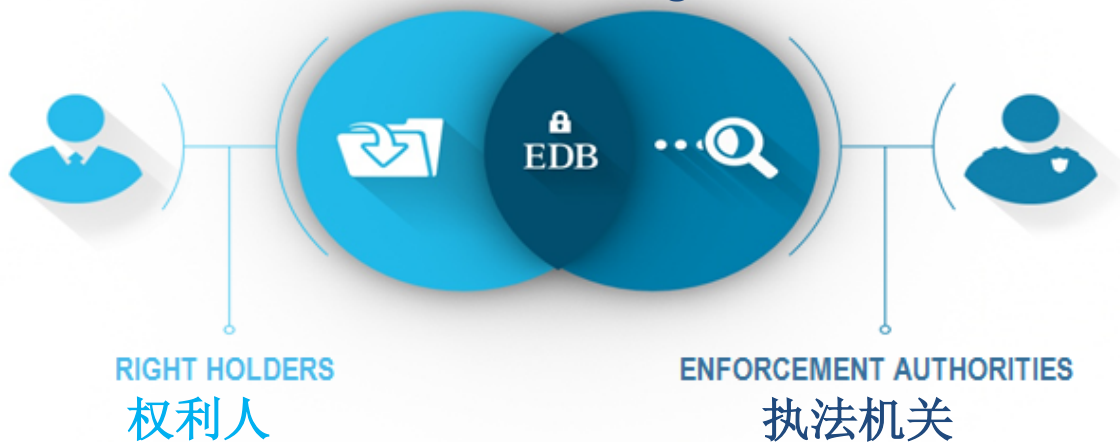 EDB
RIGHT HOLDERS
权利人
ENFORCEMENT AUTHORITIES
执法机关